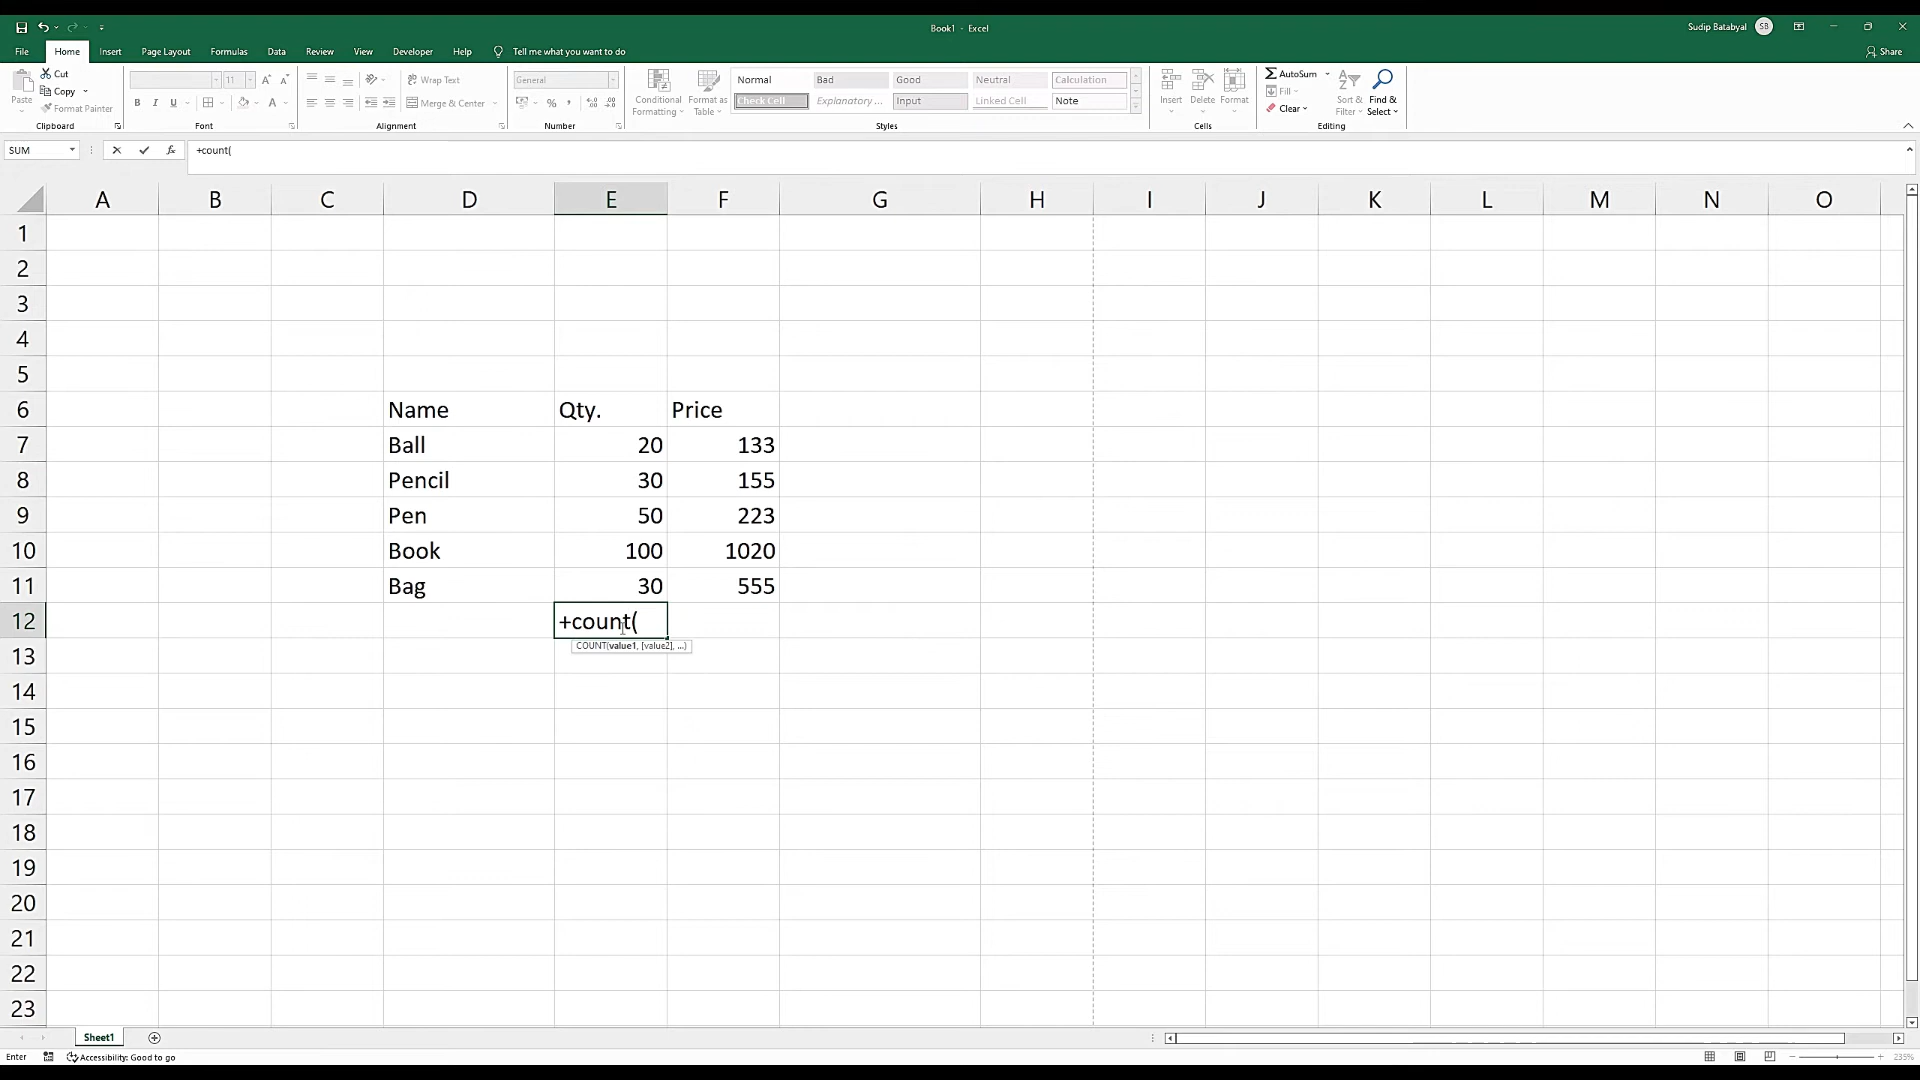 Book1 - Excel
Sudip Batabyal SB
File Home Insert Page Layout Formulas Data Review View Developer Help Tell me what you want to do Share
Paste Cut Copy Format Painter
Clipboard
11
B I U A
Font
Wrap Text
Merge & Center
Alignment
General
%
Number
Conditional Formatting
Format as Table
Normal Bad Good Neutral Calculation
Check Cell Explanatory ... Input Linked Cell Note
Styles
Insert Delete Format
Cells
AutoSum
Fill
Clear
Sort & Filter
Find & Select
Editing
SUM fx +count(
A B C D E F G H I J K L M N O
1
2
3
4
5
6 Name Qty. Price
7 Ball 20 133
8 Pencil 30 155
9 Pen 50 223
10 Book 100 1020
11 Bag 30 555
12 +count(
COUNT(value1, [value2], ...)
13
14
15
16
17
18
19
20
21
22
23
Sheet1
Enter Accessibility: Good to go 235%